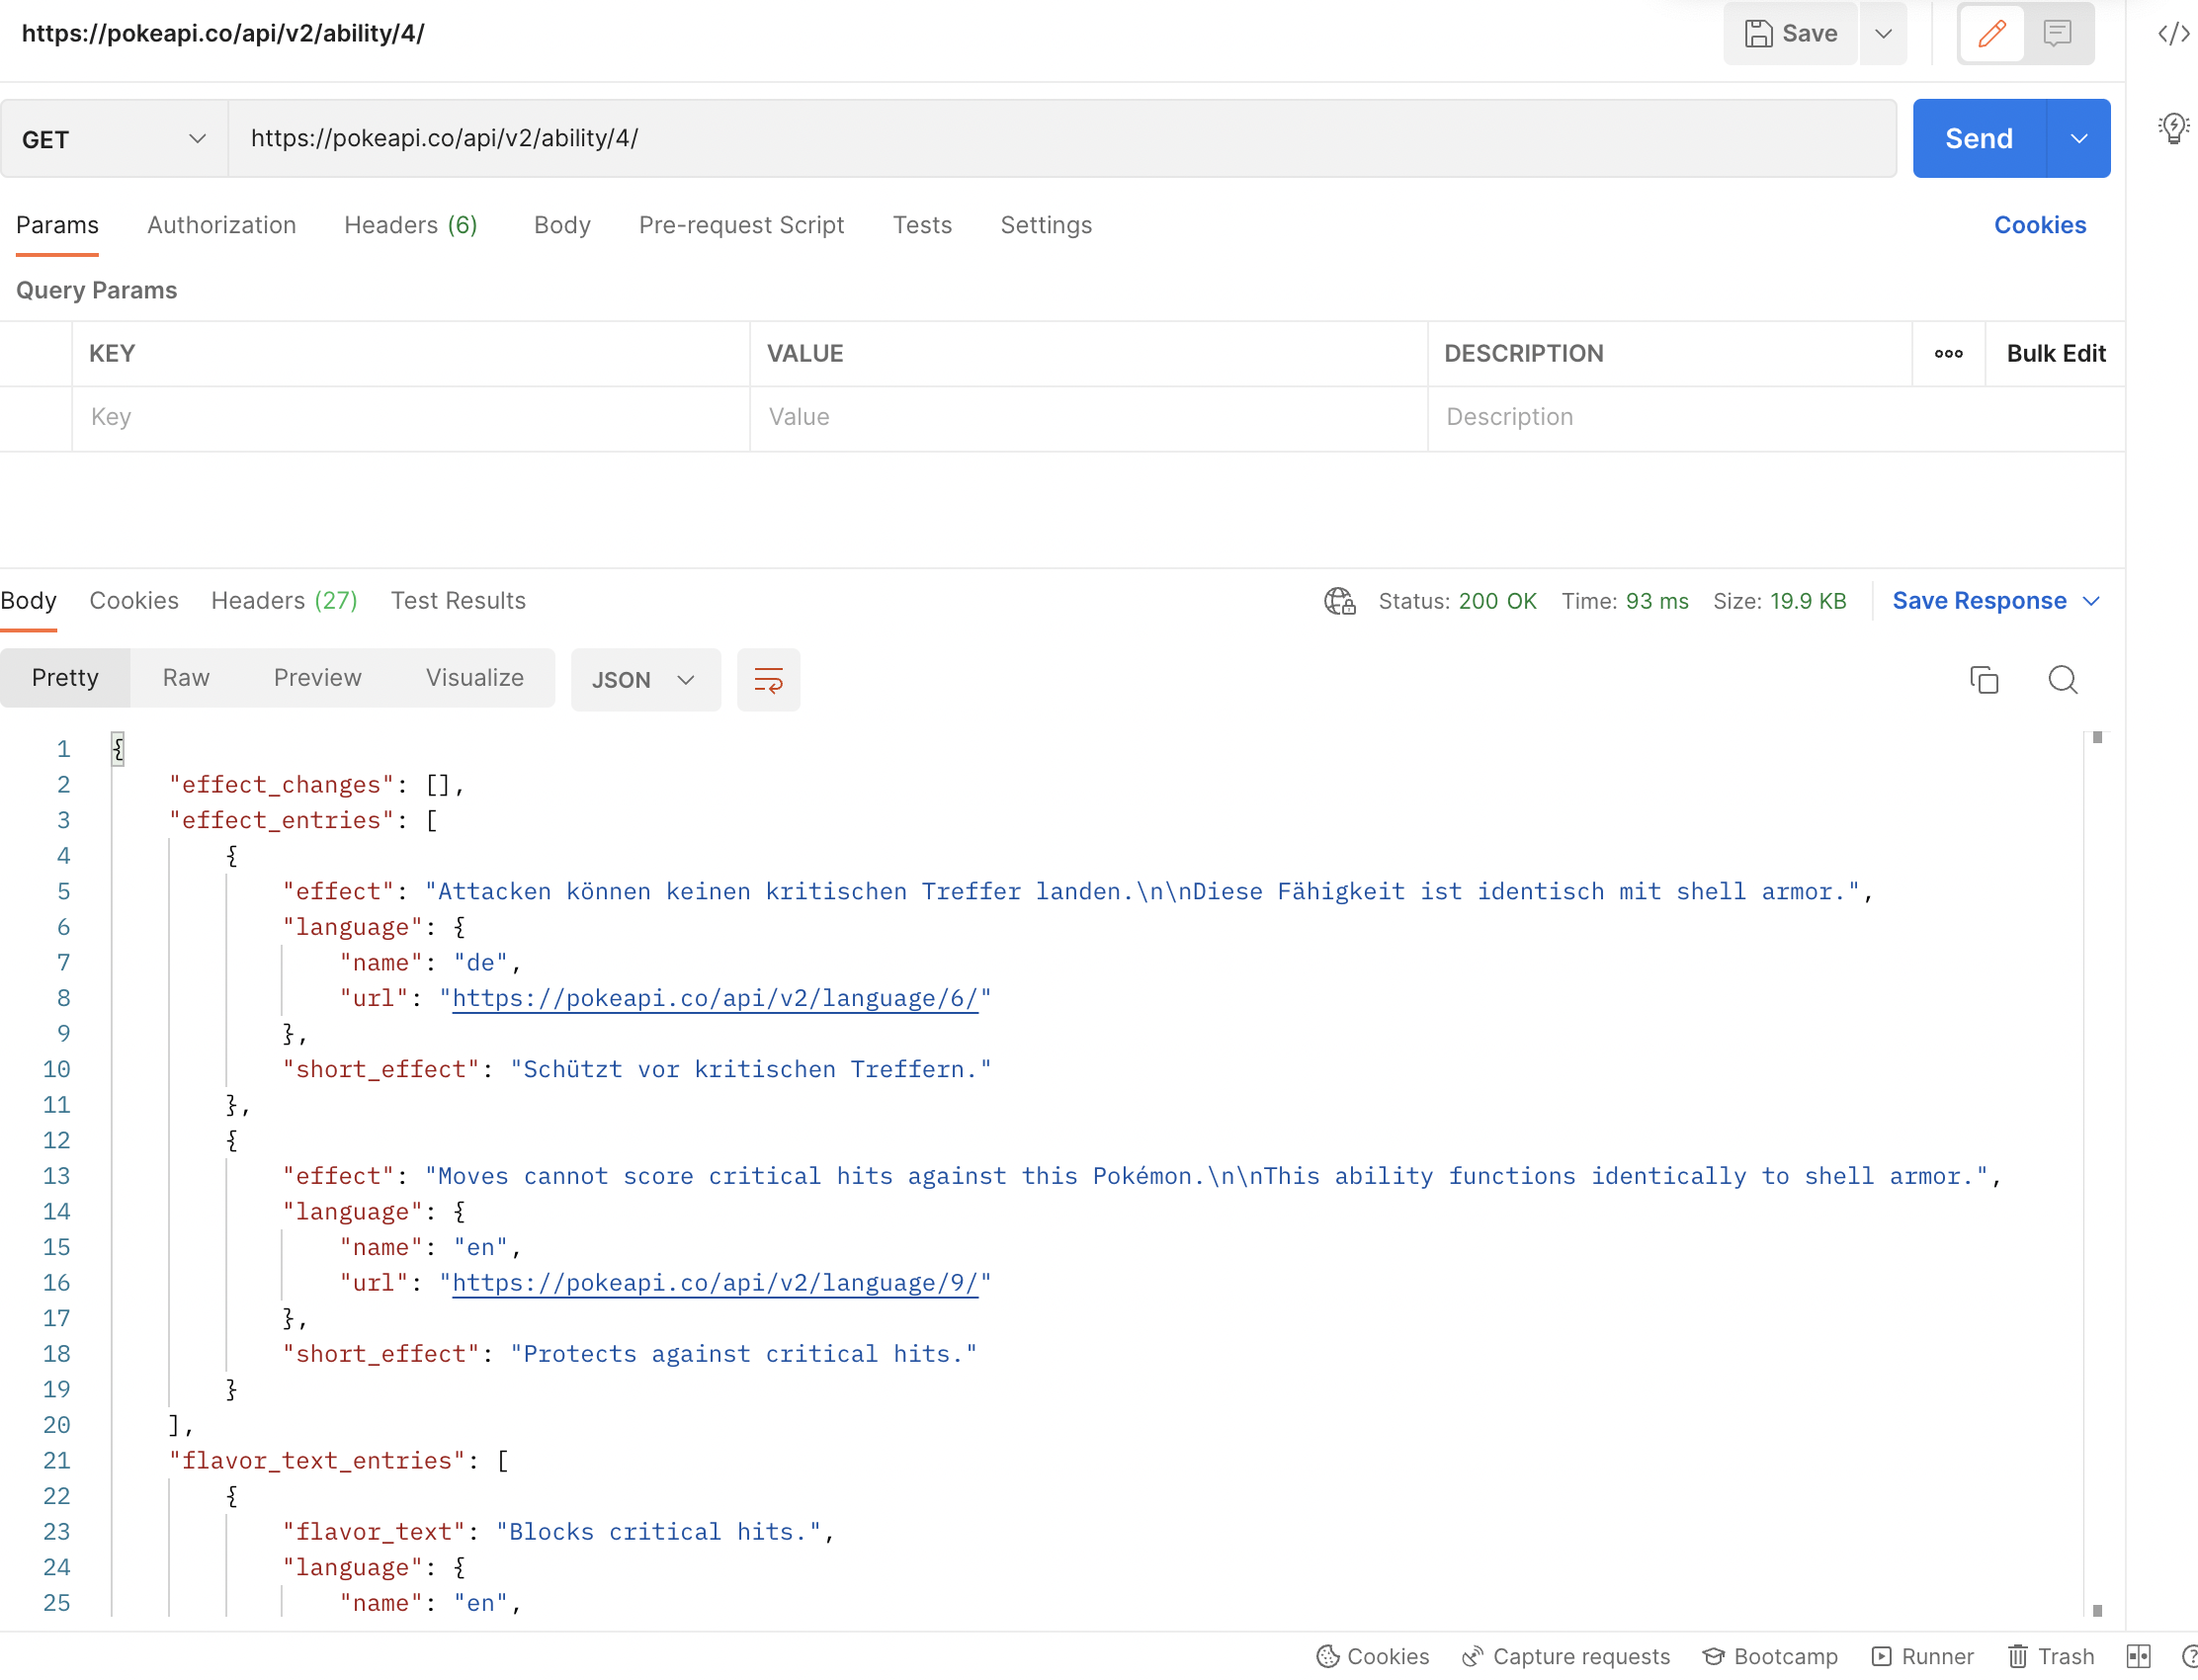 https://pokeapi.co/api/v2/ability/4/
Save
GET
https://pokeapi.co/api/v2/ability/4/
Send
Params Authorization Headers (6) Body Pre-request Script Tests Settings Cookies
Query Params
KEY VALUE DESCRIPTION Bulk Edit
Key Value Description
Body Cookies Headers (27) Test Results Status: 200 OK Time: 93 ms Size: 19.9 KB Save Response
Pretty Raw Preview Visualize JSON
1 {
2 "effect_changes": [],
3 "effect_entries": [
4 {
5 "effect": "Attacken können keinen kritischen Treffer landen.\n\nDiese Fähigkeit ist identisch mit shell armor.",
6 "language": {
7 "name": "de",
8 "url": "https://pokeapi.co/api/v2/language/6/"
9 },
10 "short_effect": "Schützt vor kritischen Treffern."
11 },
12 {
13 "effect": "Moves cannot score critical hits against this Pokémon.\n\nThis ability functions identically to shell armor.",
14 "language": {
15 "name": "en",
16 "url": "https://pokeapi.co/api/v2/language/9/"
17 },
18 "short_effect": "Protects against critical hits."
19 }
20 ],
21 "flavor_text_entries": [
22 {
23 "flavor_text": "Blocks critical hits.",
24 "language": {
25 "name": "en",
Cookies Capture requests Bootcamp Runner Trash